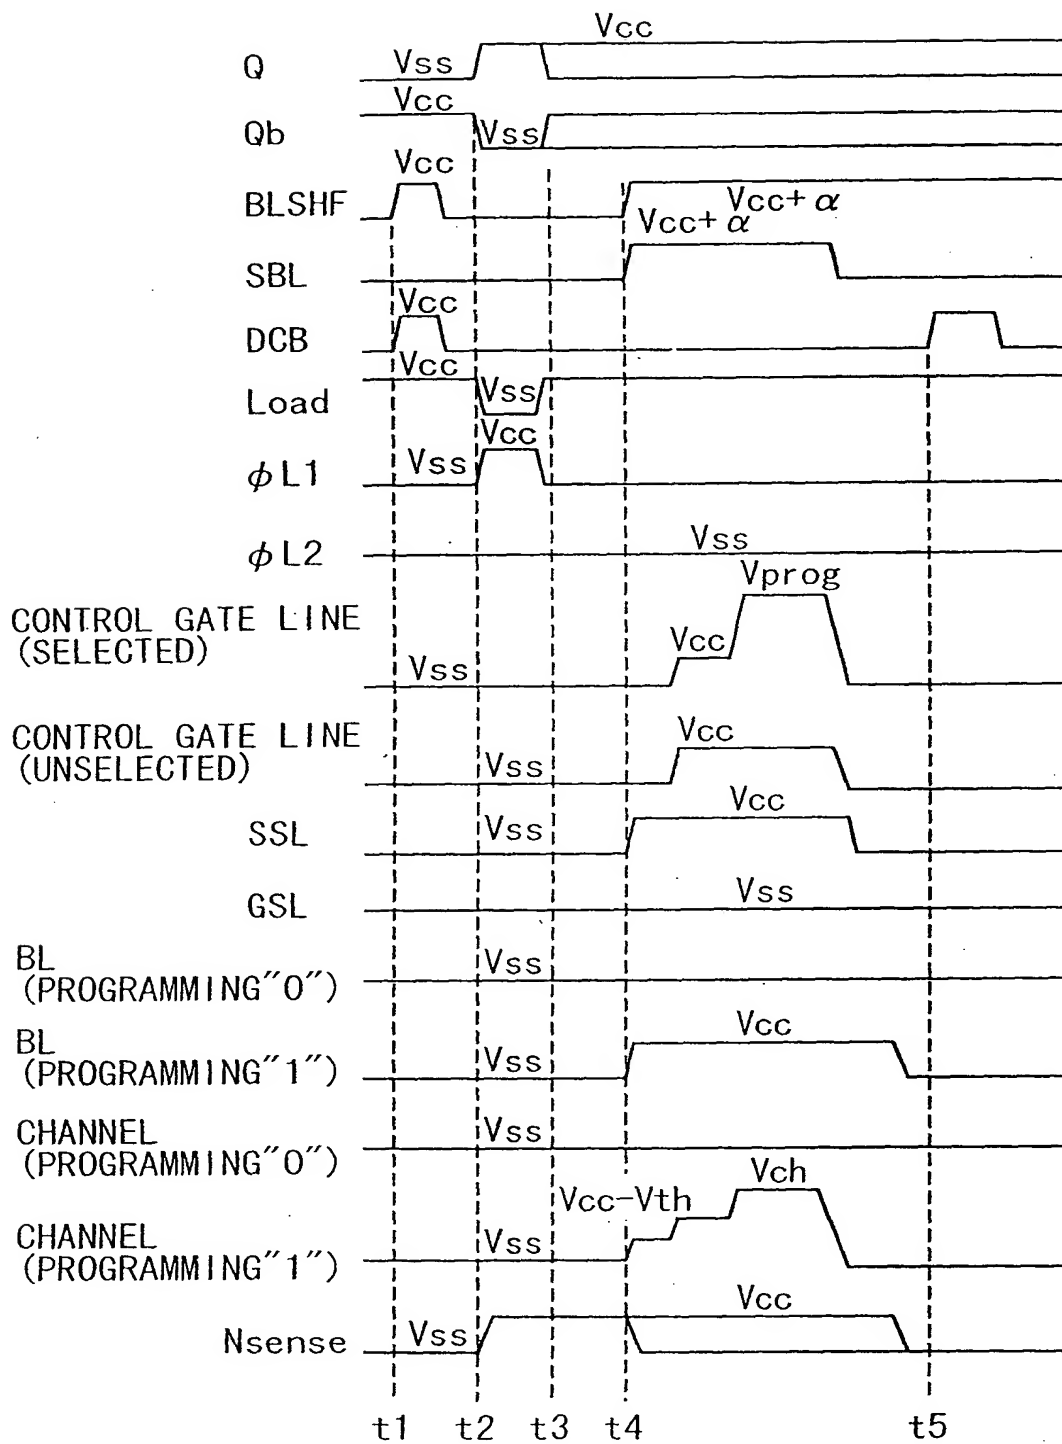 Vcc
Q Vss
Vcc
Qb Vss
Vcc
BLSHF Vcc+α
Vcc+α
SBL
Vcc
DCB
Vcc
Load Vss
Vcc
φL1 Vss
φL2 Vss
Vprog
CONTROL GATE LINE
(SELECTED) Vss Vcc
CONTROL GATE LINE
(UNSELECTED) Vss Vcc
SSL Vss Vcc
GSL Vss
BL
(PROGRAMMING"0") Vss
BL
(PROGRAMMING"1") Vss Vcc
CHANNEL
(PROGRAMMING"0") Vss
Vch
Vcc-Vth
CHANNEL
(PROGRAMMING"1") Vss
Nsense Vss Vcc
t1 t2 t3 t4 t5